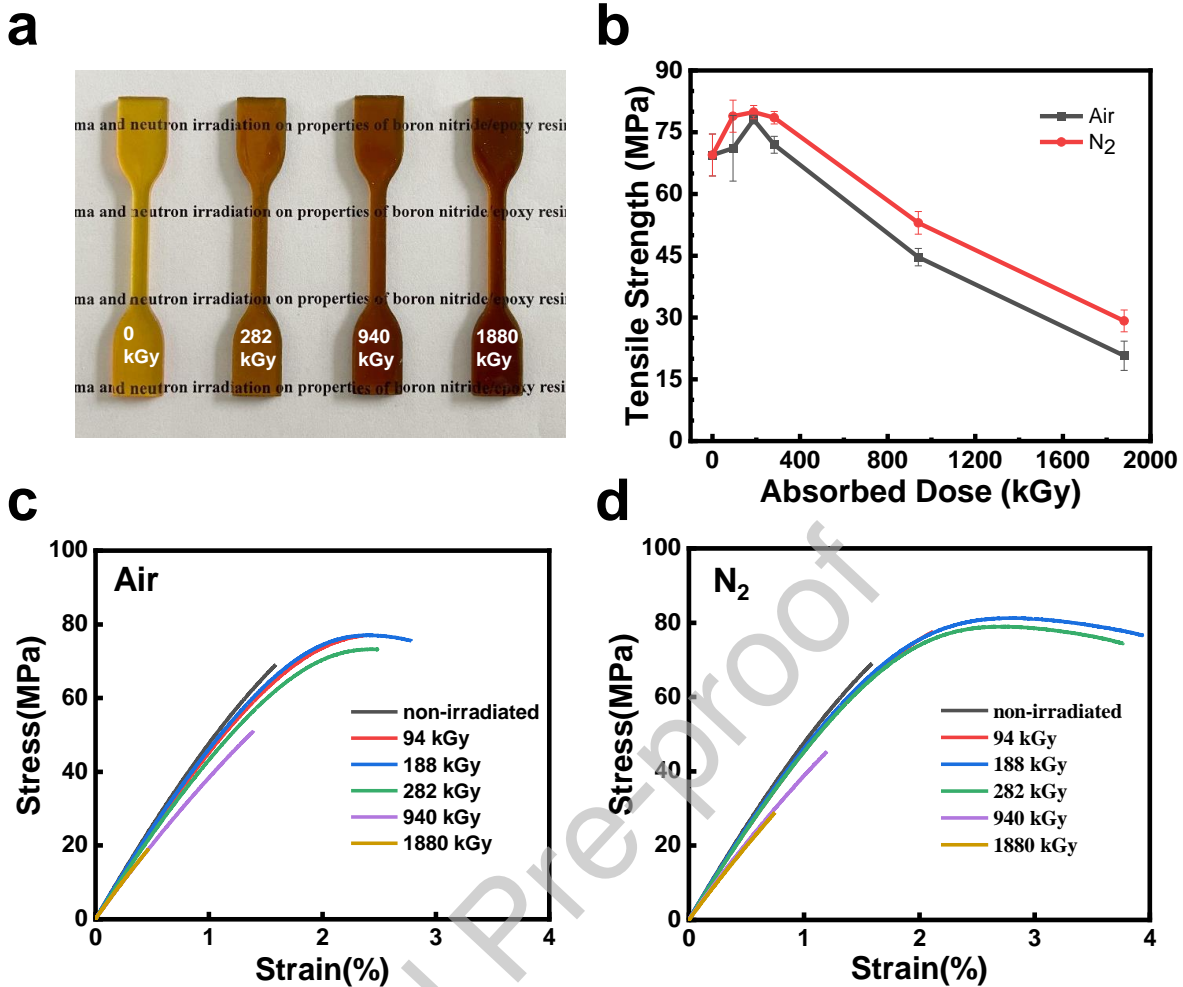 a
ma and neutron irradiation on properties of boron nitride/epoxy resi
ma and neutron irradiation on properties of boron nitride/epoxy resi
ma and neutron irradiation on properties of boron nitride/epoxy resi
0
kGy
282
kGy
940
kGy
1880
kGy
ma and neutron irradiation on properties of boron nitride/epoxy resi
b
90
75
60
45
30
15
0
Tensile Strength (MPa)
Air
N2
0 400 800 1200 1600 2000
Absorbed Dose (kGy)
c
100
80
60
40
20
0
Stress(MPa)
Air
non-irradiated
94 kGy
188 kGy
282 kGy
940 kGy
1880 kGy
0 1 2 3 4
Strain(%)
d
100
80
60
40
20
0
Stress(MPa)
N2
non-irradiated
94 kGy
188 kGy
282 kGy
940 kGy
1880 kGy
0 1 2 3 4
Strain(%)
l Pre-proof